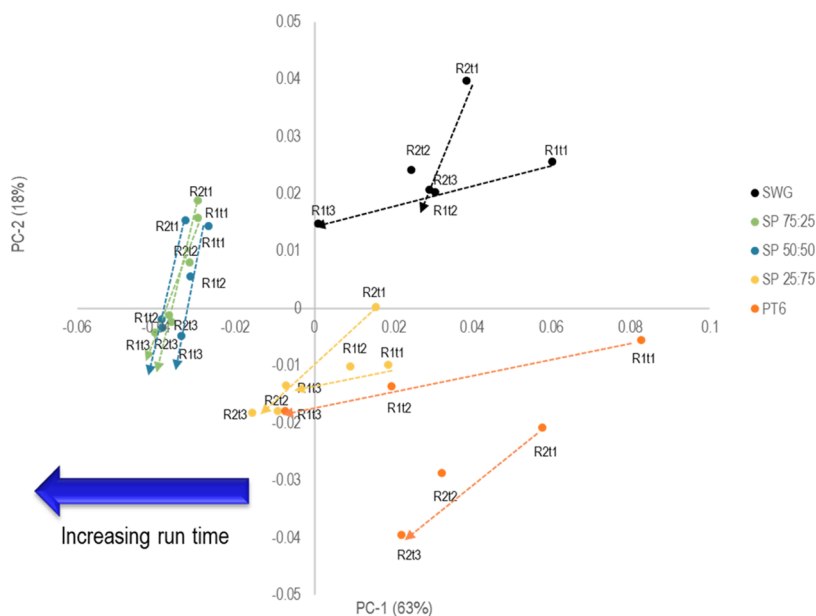 0.05
R2t1
0.04
0.03
R2t2
R1t1
0.02
R2t3
R2t1
R1t1
R2t1
R1t3
R1t2
0.01
R1t1
R2t2
R2t1
R1t2
0
-0.06
-0.04
-0.02
0
0.02
0.04
0.06
0.08
0.1
R1t2
R2t3
R1t3
R2t3
R1t3
R1t2
R1t1
R1t1
-0.01
R1t3
R2t2
R1t3
R1t2
R2t3
-0.02
R2t1
-0.03
R2t2
-0.04
R2t3
-0.05
PC-2 (18%)
PC-1 (63%)
SWG
SP 75:25
SP 50:50
SP 25:75
PT6
Increasing run time